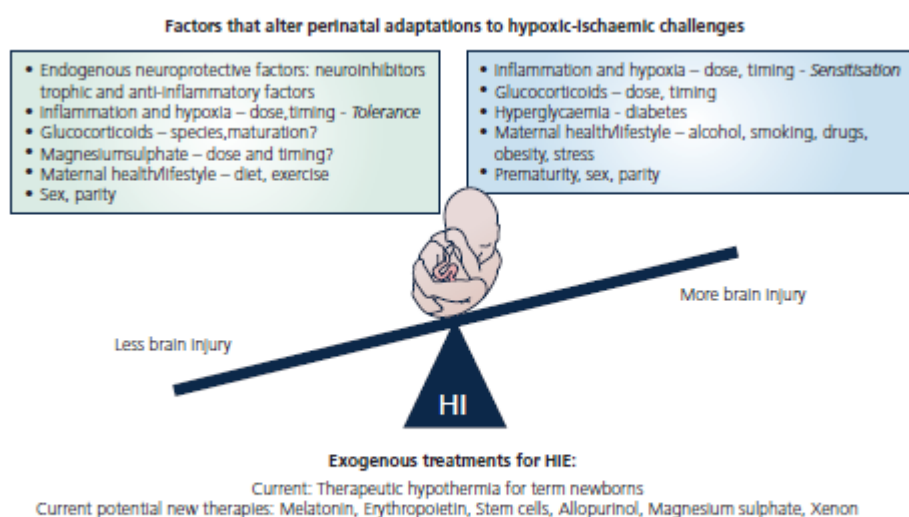 Factors that alter perinatal adaptations to hypoxic-ischaemic challenges
• Endogenous neuroprotective factors: neuroinhibitors
trophic and anti-inflammatory factors
• Inflammation and hypoxia – dose,timing - Tolerance
• Glucocorticoids – species,maturation?
• Magnesiumsulphate – dose and timing?
• Maternal health/lifestyle – diet, exercise
• Sex, parity
• Inflammation and hypoxia – dose, timing - Sensitisation
• Glucocorticoids – dose, timing
• Hyperglycaemia - diabetes
• Maternal health/lifestyle – alcohol, smoking, drugs,
obesity, stress
• Prematurity, sex, parity
More brain injury
Less brain injury
HI
Exogenous treatments for HIE:
Current: Therapeutic hypothermia for term newborns
Current potential new therapies: Melatonin, Erythropoietin, Stem cells, Allopurinol, Magnesium sulphate, Xenon